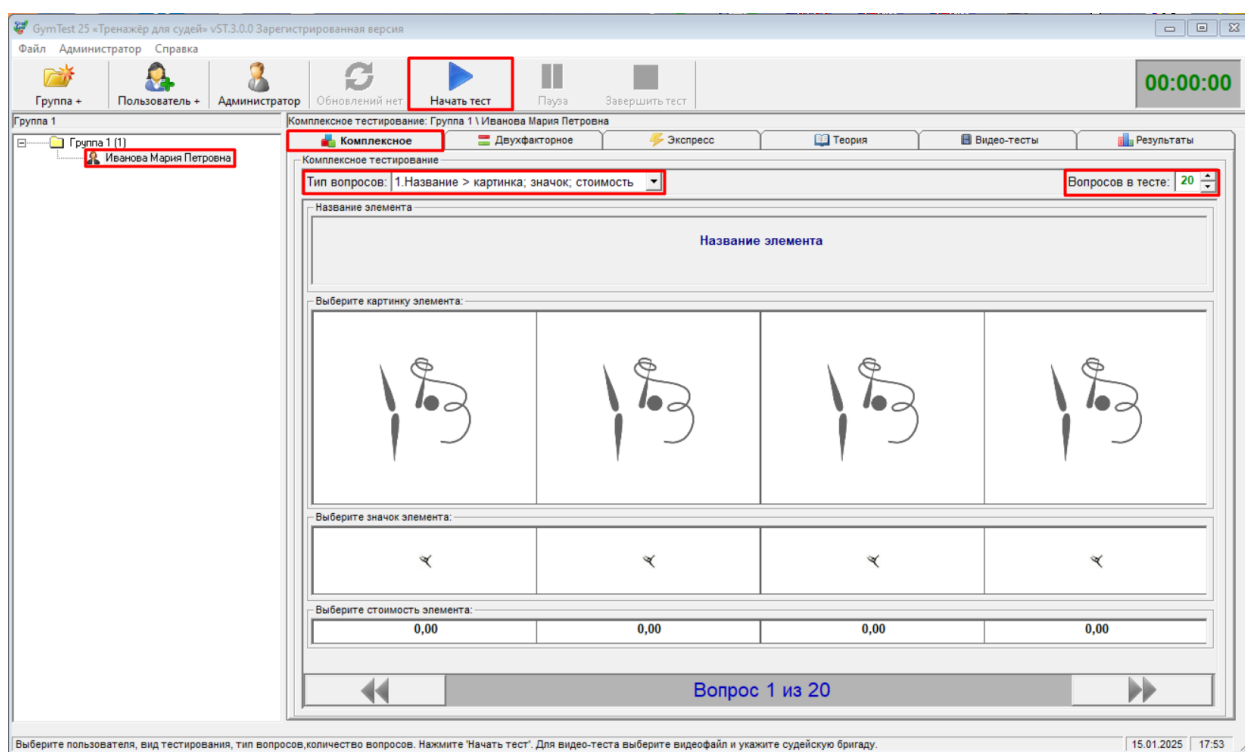 GymTest 25 «Тренажёр для судей» vST.3.0.0 Зарегистрированная версия
Файл Администратор Справка
Группа + Пользователь + Администратор Обновлений нет Начать тест Пауза Завершить тест 00:00:00
Группа 1 Комплексное тестирование: Группа 1 \ Иванова Мария Петровна
Группа 1 (1) Комплексное Двухфакторное Экспресс Теория Видео-тесты Результаты
Иванова Мария Петровна
Комплексное тестирование
Тип вопросов: 1.Название > картинка; значок; стоимость Вопросов в тесте: 20
Название элемента
Название элемента
Выберите картинку элемента:
Выберите значок элемента:
Выберите стоимость элемента:
0,00 0,00 0,00 0,00
Вопрос 1 из 20
Выберите пользователя, вид тестирования, тип вопросов,количество вопросов. Нажмите 'Начать тест'. Для видео-теста выберите видеофайл и укажите судейскую бригаду. 15.01.2025 17:53